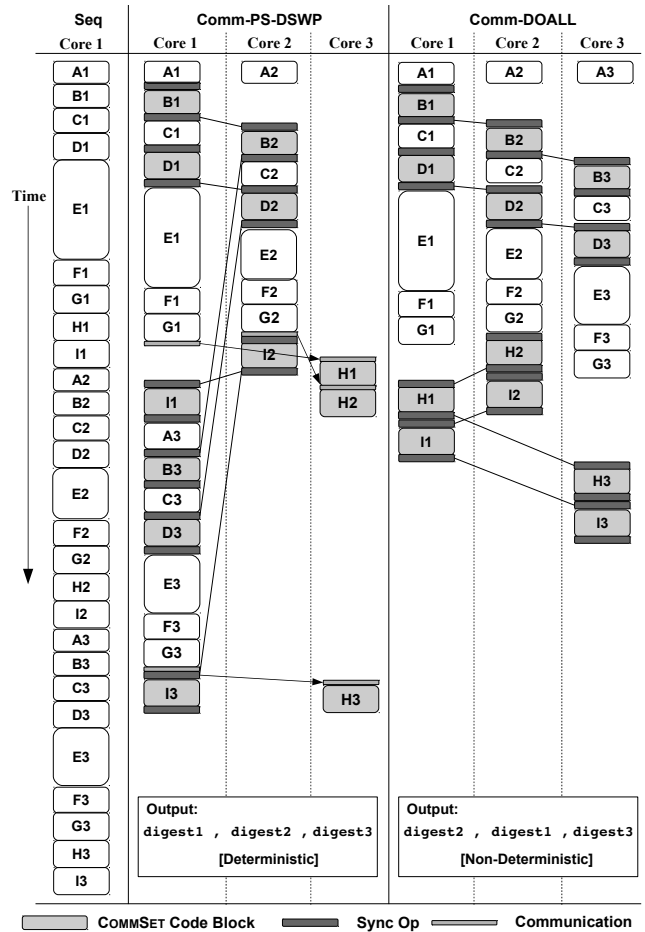 Seq Comm-PS-DSWP Comm-DOALL
Core 1 Core 1 Core 2 Core 3 Core 1 Core 2 Core 3
A1 A1 A2 A1 A2 A3
B1 B1 B1
C1 C1 B2 C1 B2
D1 D1 C2 D1 C2 B3
Time
E1 E1 D2 E1 D2 C3
E2 E2 D3
F1 F1 F2 F1 F2 E3
G1 G1 G2 G1 G2 F3
H1 I2 H2 G3
I1 H1
A2 I1 H2 H1 I2
B2 A3 I1
C2 B3 H3
D2 C3 I3
E2 D3
F2 E3
G2
H2 F3
I2 G3
A3 I3 H3
B3
C3
D3
E3
F3
G3
H3
I3
Output: Output:
digest1 , digest2 , digest3 digest2 , digest1 , digest3
[Deterministic] [Non-Deterministic]
COMMSET Code Block Sync Op Communication